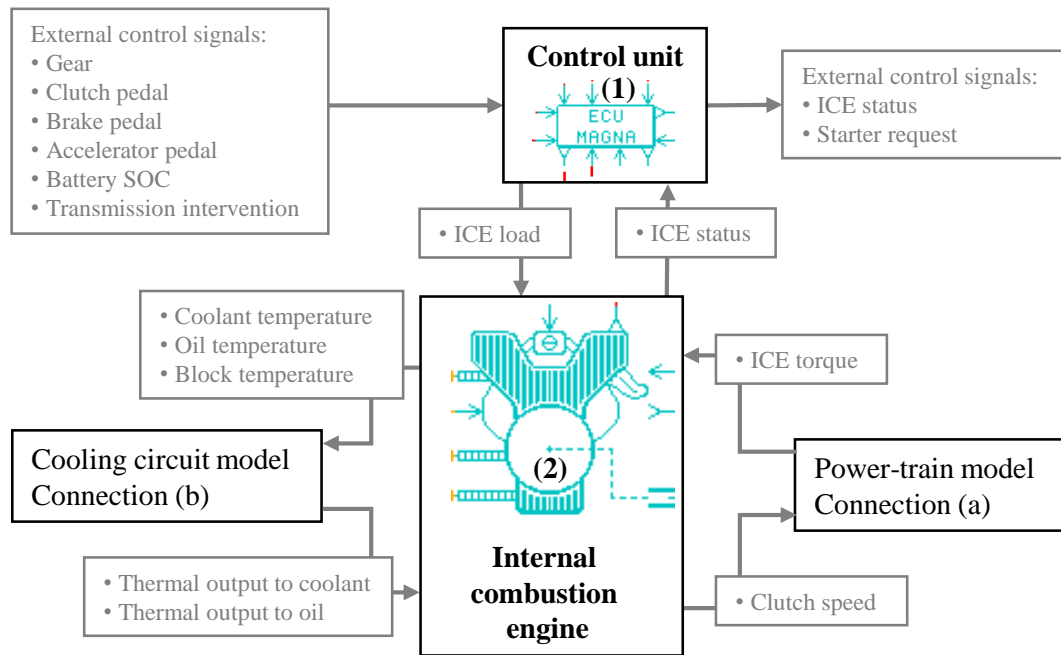 External control signals:
• Gear
• Clutch pedal
• Brake pedal
• Accelerator pedal
• Battery SOC
• Transmission intervention
Control unit
(1)
ECU
MAGNA
External control signals:
• ICE status
• Starter request
• ICE load
• ICE status
• Coolant temperature
• Oil temperature
• Block temperature
• ICE torque
Cooling circuit model
Connection (b)
(2)
Power-train model
Connection (a)
• Thermal output to coolant
• Thermal output to oil
Internal
combustion
engine
• Clutch speed